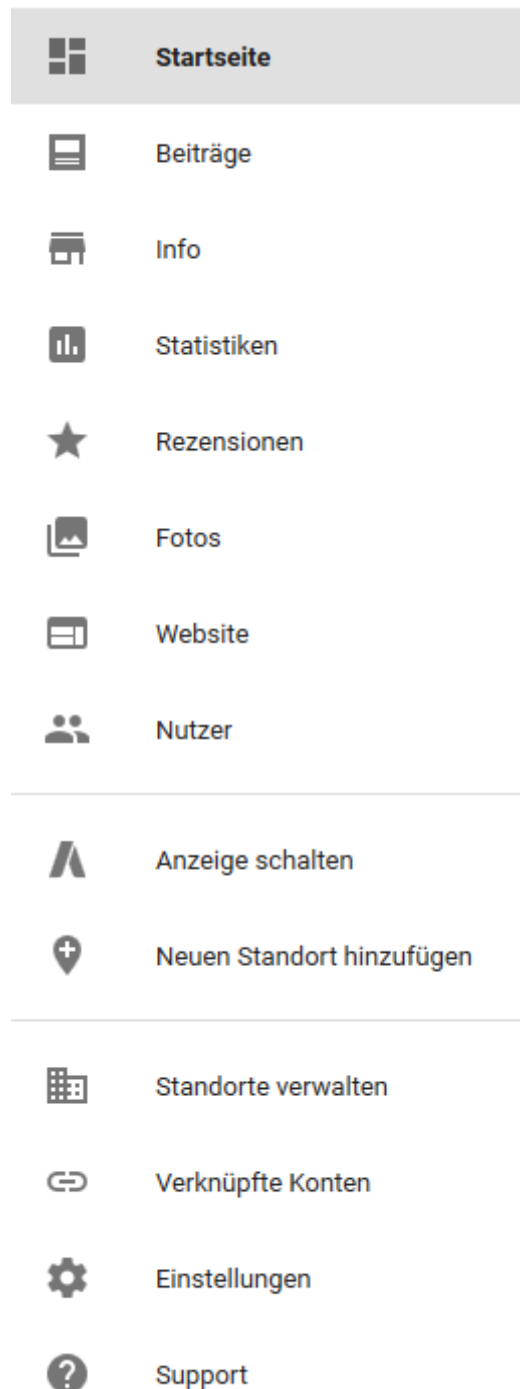 Startseite
Beiträge
Info
Statistiken
Rezensionen
Fotos
Website
Nutzer
Anzeige schalten
Neuen Standort hinzufügen
Standorte verwalten
Verknüpfte Konten
Einstellungen
Support